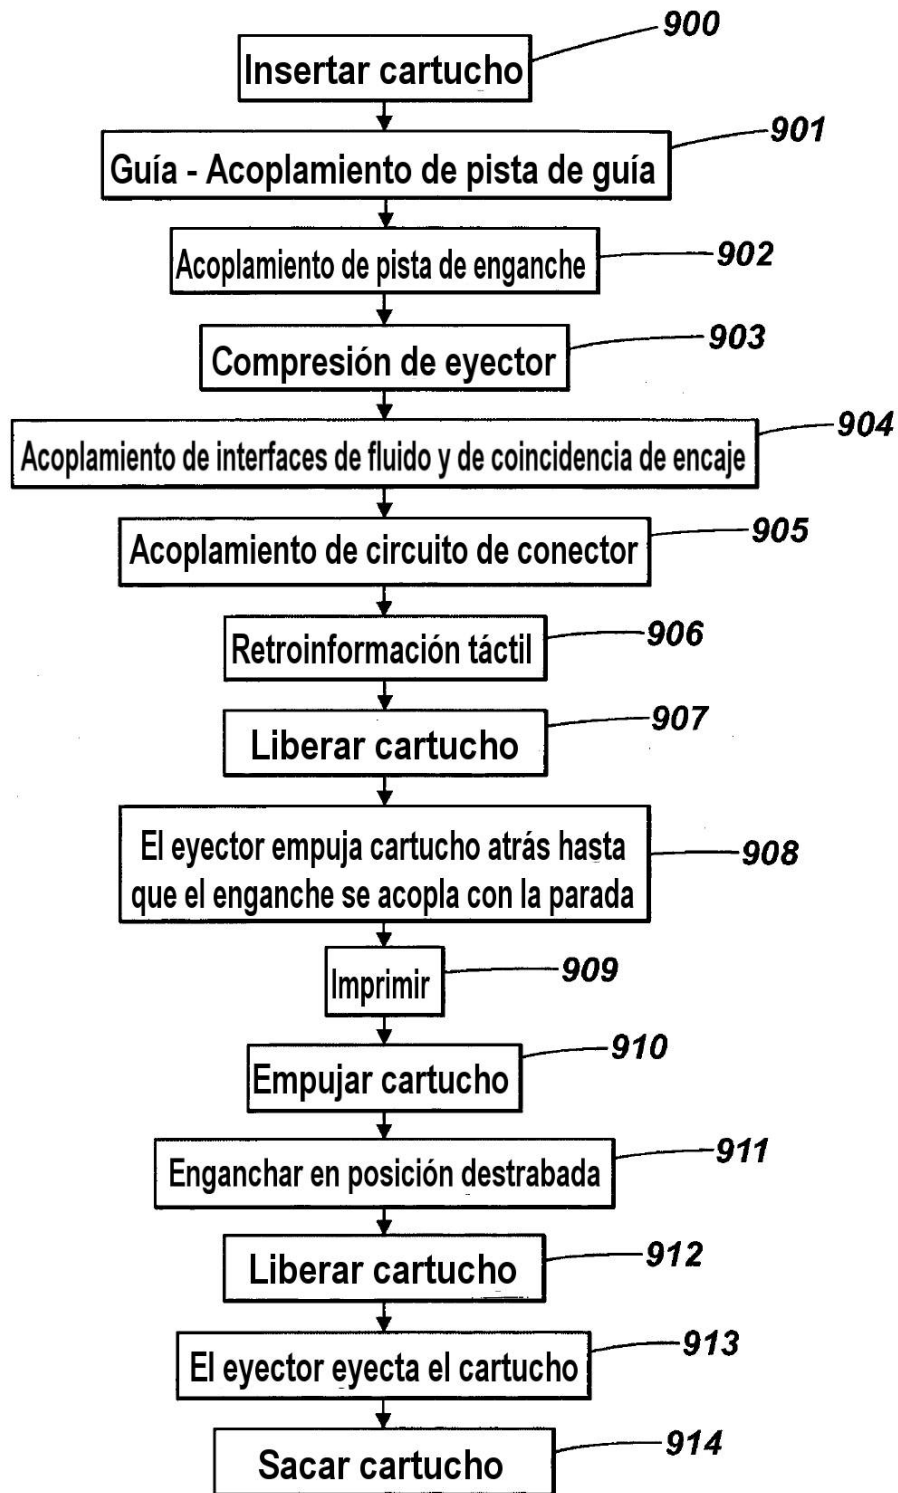 900
Insertar cartucho
901
Guía - Acoplamiento de pista de guía
902
Acoplamiento de pista de enganche
903
Compresión de eyector
904
Acoplamiento de interfaces de fluido y de coincidencia de encaje
905
Acoplamiento de circuito de conector
906
Retroinformación táctil
907
Liberar cartucho
908
El eyector empuja cartucho atrás hasta
que el enganche se acopla con la parada
909
Imprimir
910
Empujar cartucho
911
Enganchar en posición destrabada
912
Liberar cartucho
913
El eyector eyecta el cartucho
914
Sacar cartucho